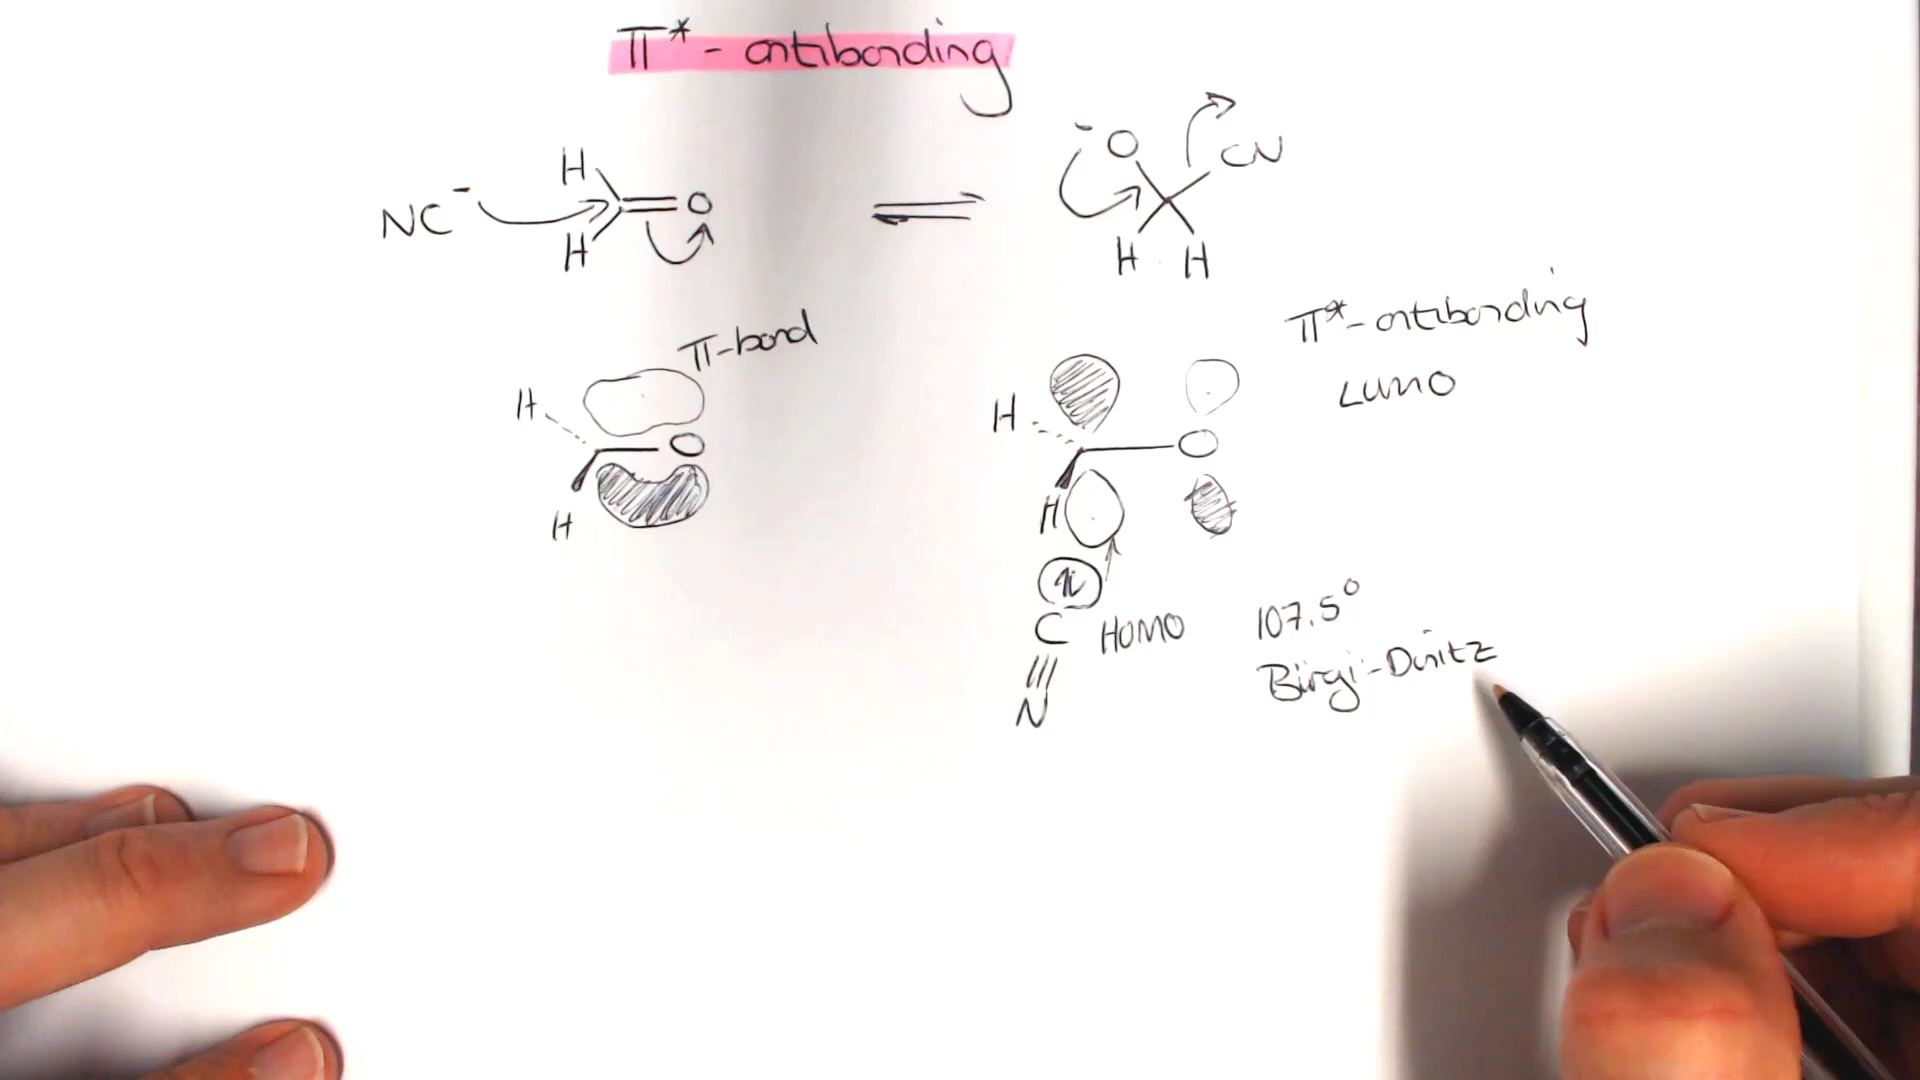 π* - antibonding
H
NC⁻
O
H
⁻O
CN
H H
π-bond
H
O
H
π*-antibonding
LUMO
H
O
H
C
HOMO
N
107.5°
Bürgi-Dunitz